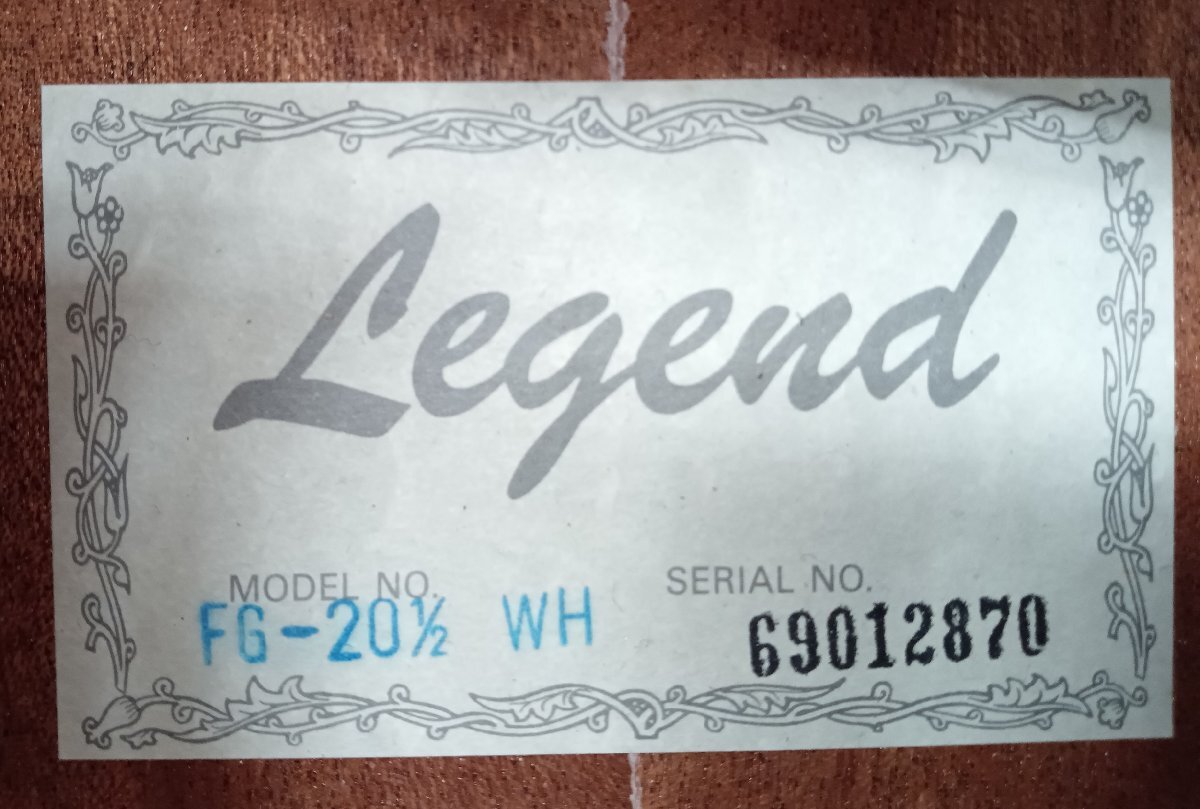 Legend
MODEL NO. SERIAL NO.
FG-20½ WH 69012870